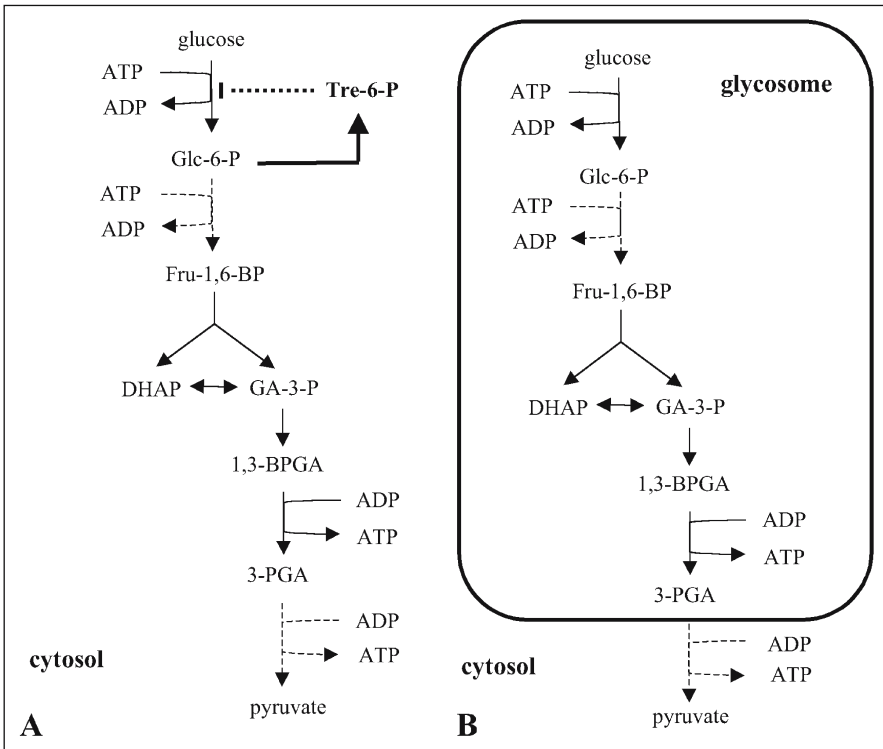 glucose
ATP
ADP
Tre-6-P
Glc-6-P
ATP
ADP
Fru-1,6-BP
DHAP GA-3-P
1,3-BPGA
ADP
ATP
3-PGA
ADP
ATP
cytosol
pyruvate
A
glucose
glycosome
ATP
ADP
Glc-6-P
ATP
ADP
Fru-1,6-BP
DHAP GA-3-P
1,3-BPGA
ADP
ATP
3-PGA
ADP
ATP
cytosol
pyruvate
B